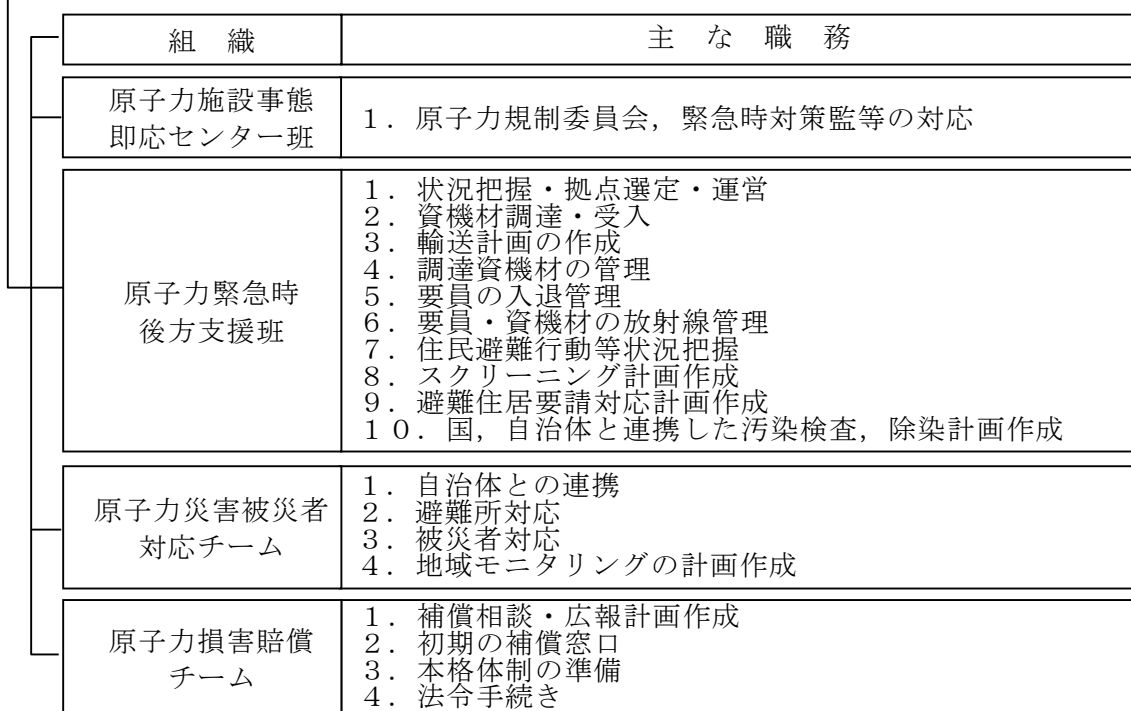 組　織　主　な　職　務
原子力施設事態
即応センター班
１．原子力規制委員会，緊急時対策監等の対応
原子力緊急時
後方支援班
１．状況把握・拠点選定・運営
２．資機材調達・受入
３．輸送計画の作成
４．調達資機材の管理
５．要員の入退管理
６．要員・資機材の放射線管理
７．住民避難行動等状況把握
８．スクリーニング計画作成
９．避難住居要請対応計画作成
１０．国，自治体と連携した汚染検査，除染計画作成
原子力災害被災者
対応チーム
１．自治体との連携
２．避難所対応
３．被災者対応
４．地域モニタリングの計画作成
原子力損害賠償
チーム
１．補償相談・広報計画作成
２．初期の補償窓口
３．本格体制の準備
４．法令手続き